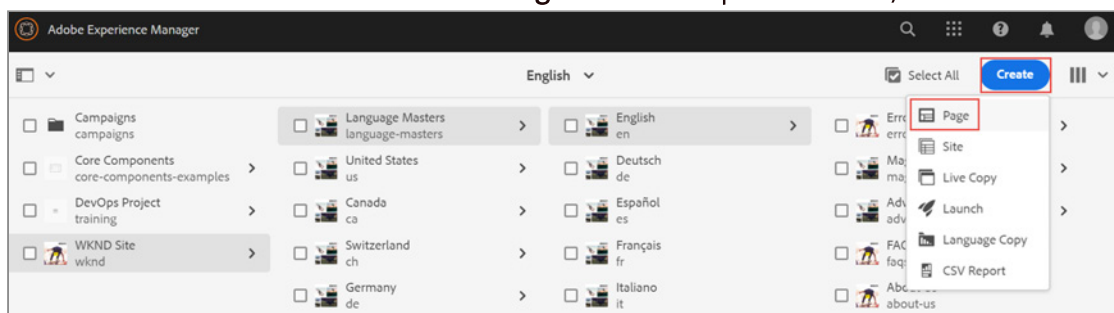 Adobe Experience Manager
English
Select All
Create
Campaigns
campaigns
Core Components
core-components-examples
DevOps Project
training
WKND Site
wknd
Language Masters
language-masters
United States
us
Canada
ca
Switzerland
ch
Germany
de
English
en
Deutsch
de
Español
es
Français
fr
Italiano
it
about-us
Page
Site
Live Copy
Launch
Language Copy
CSV Report